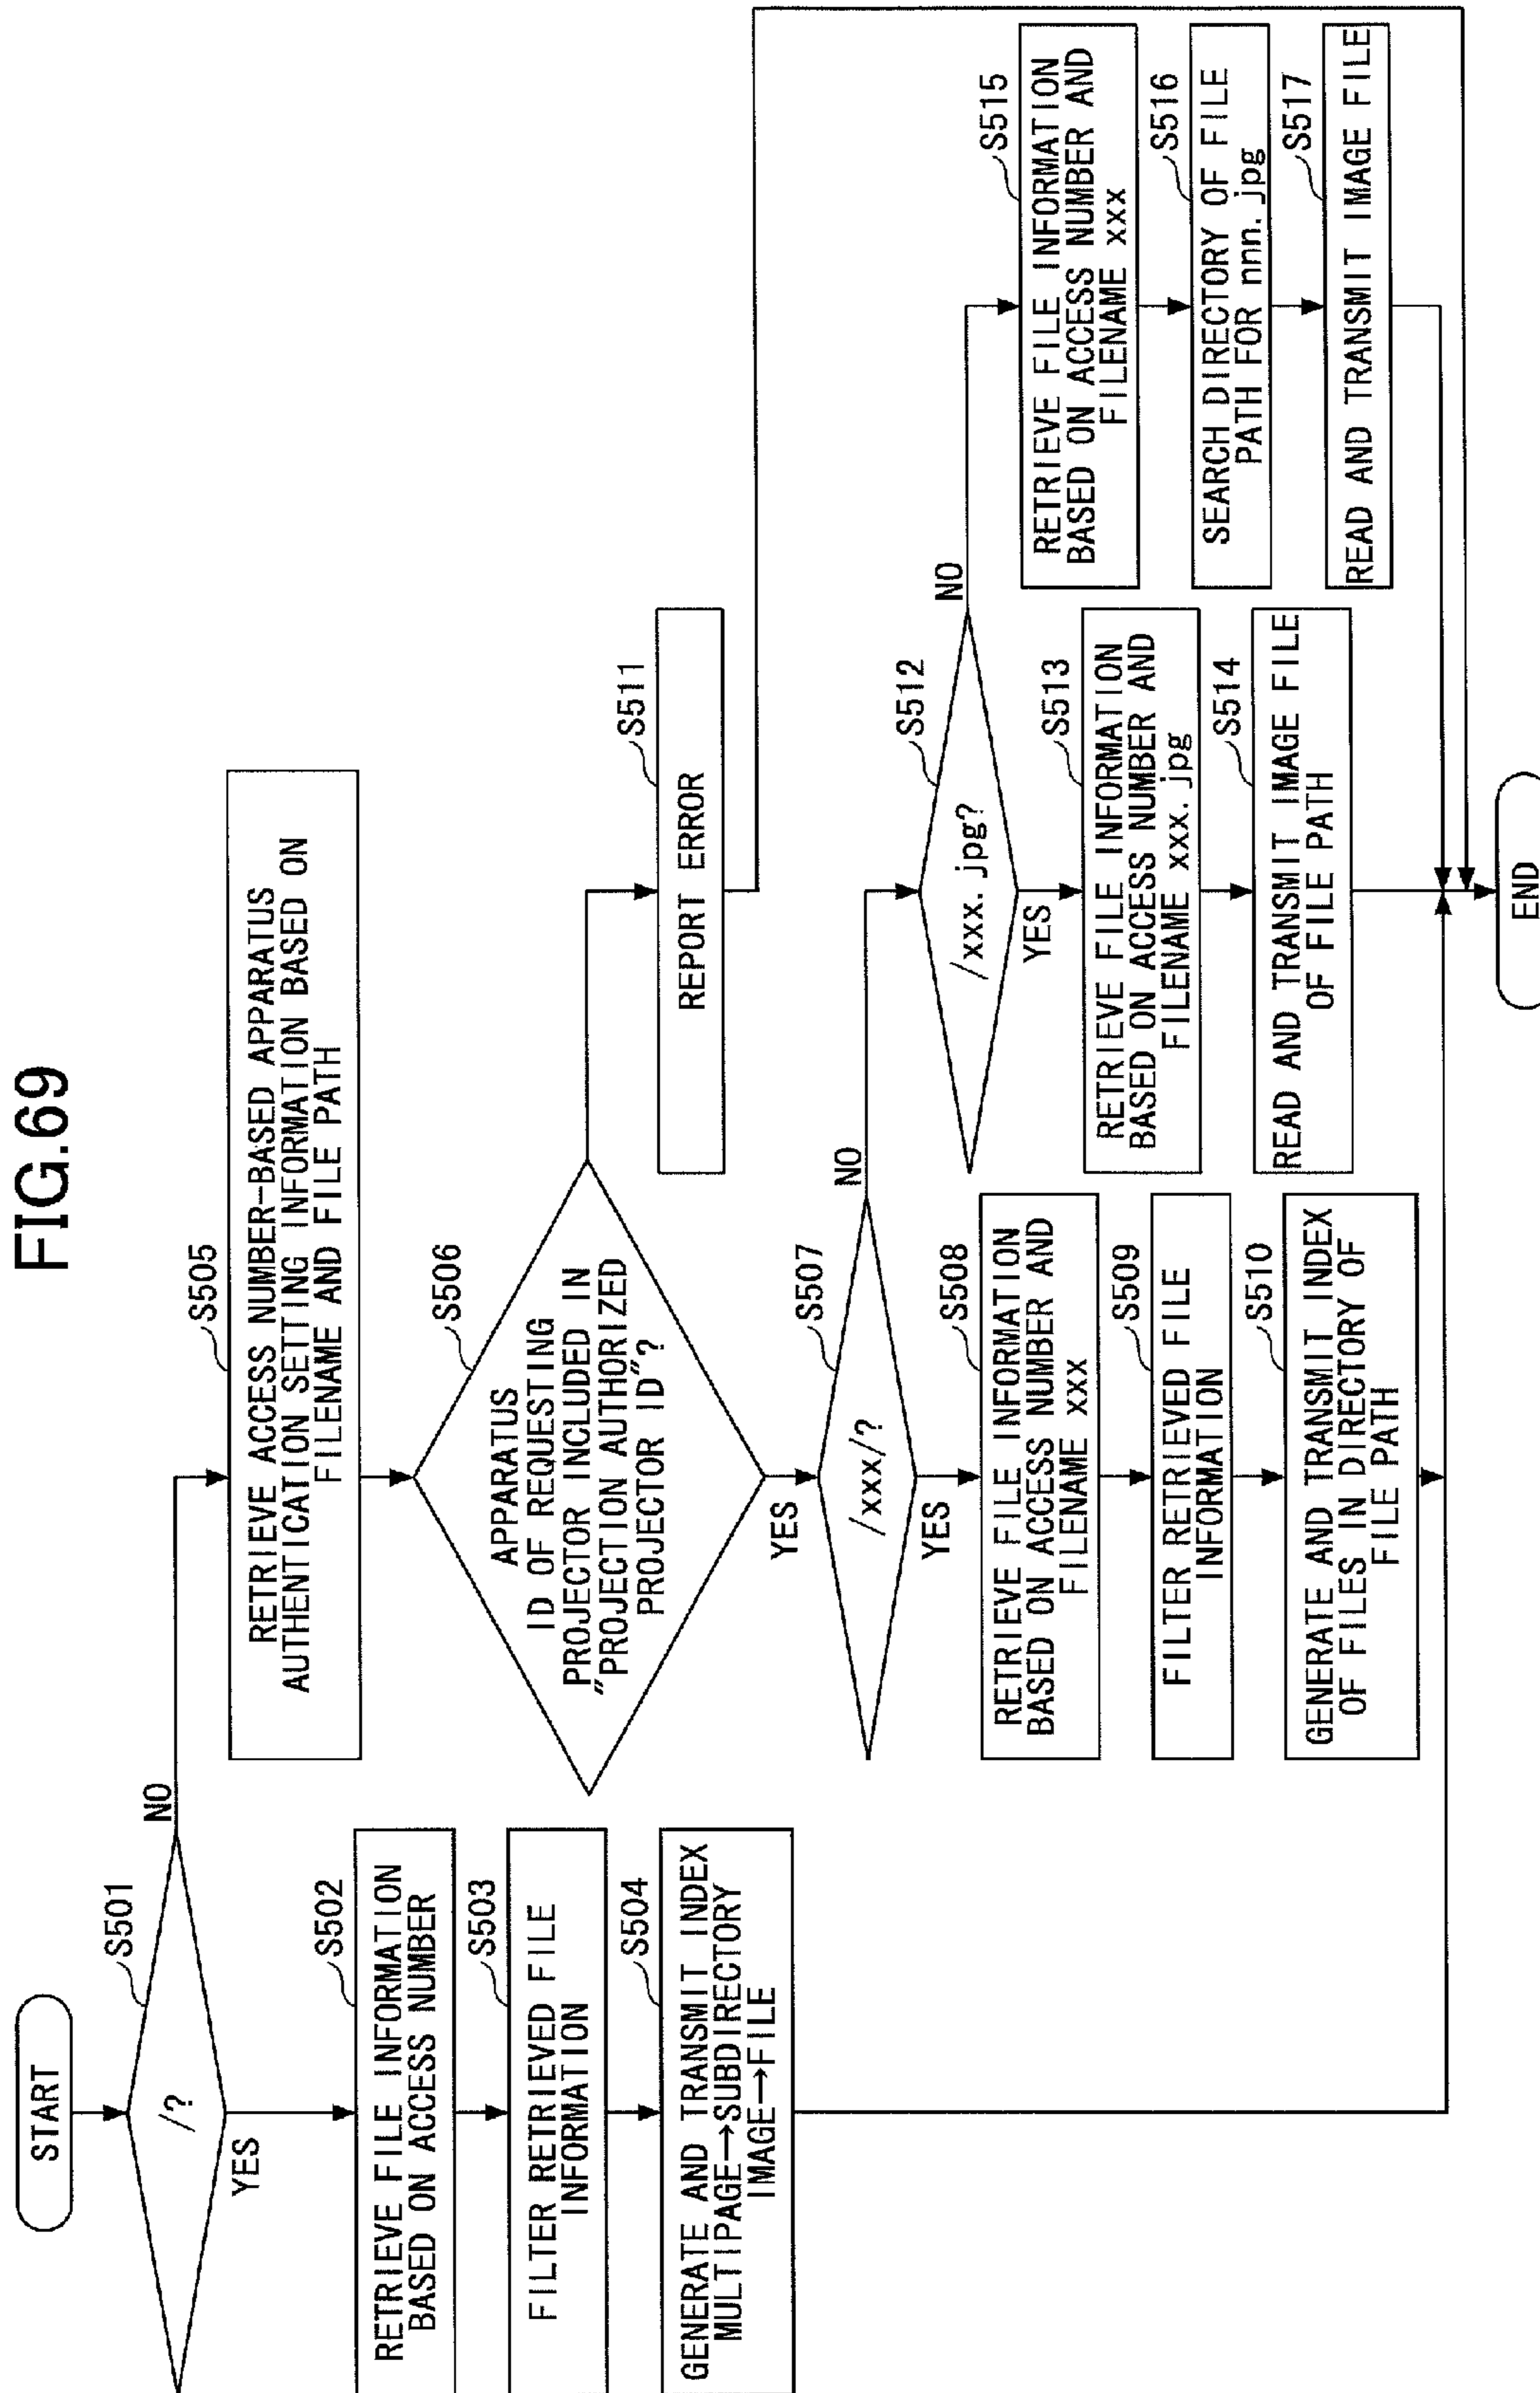 FIG.69
START
S501
/?
NO
YES
S502
RETRIEVE FILE INFORMATION
BASED ON ACCESS NUMBER
S503
FILTER RETRIEVED FILE
INFORMATION
S504
GENERATE AND TRANSMIT INDEX
MULTIPAGE→SUBDIRECTORY
IMAGE→FILE
S505
RETRIEVE ACCESS NUMBER-BASED APPARATUS
AUTHENTICATION SETTING INFORMATION BASED ON
FILENAME AND FILE PATH
S506
APPARATUS
ID OF REQUESTING
PROJECTOR INCLUDED IN
"PROJECTION AUTHORIZED
PROJECTOR ID"?
YES
S507
/xxx/?
NO
YES
S508
RETRIEVE FILE INFORMATION
BASED ON ACCESS NUMBER AND
FILENAME xxx
S509
FILTER RETRIEVED FILE
INFORMATION
S510
GENERATE AND TRANSMIT INDEX
OF FILES IN DIRECTORY OF
FILE PATH
S511
REPORT ERROR
S512
/xxx.jpg?
NO
YES
S513
RETRIEVE FILE INFORMATION
BASED ON ACCESS NUMBER AND
FILENAME xxx.jpg
S514
READ AND TRANSMIT IMAGE FILE
OF FILE PATH
S515
RETRIEVE FILE INFORMATION
BASED ON ACCESS NUMBER AND
FILENAME xxx
S516
SEARCH DIRECTORY OF FILE
PATH FOR nnn.jpg
S517
READ AND TRANSMIT IMAGE FILE
END